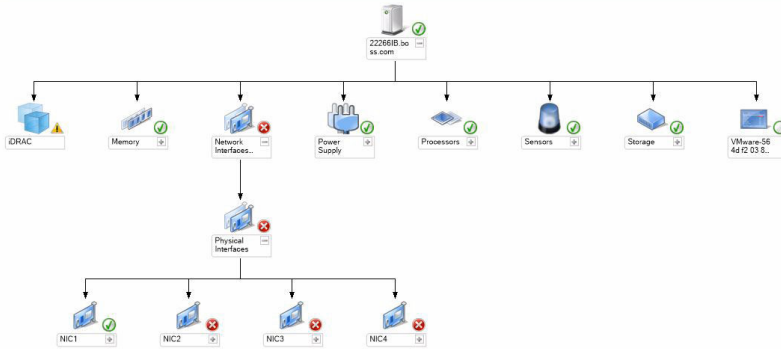 22266IB.bo
ss.com
iDRAC
Memory
Network
Interfaces...
Power
Supply
Processors
Sensors
Storage
VMware-56
4d f2 03 8...
Physical
Interfaces
NIC1
NIC2
NIC3
NIC4